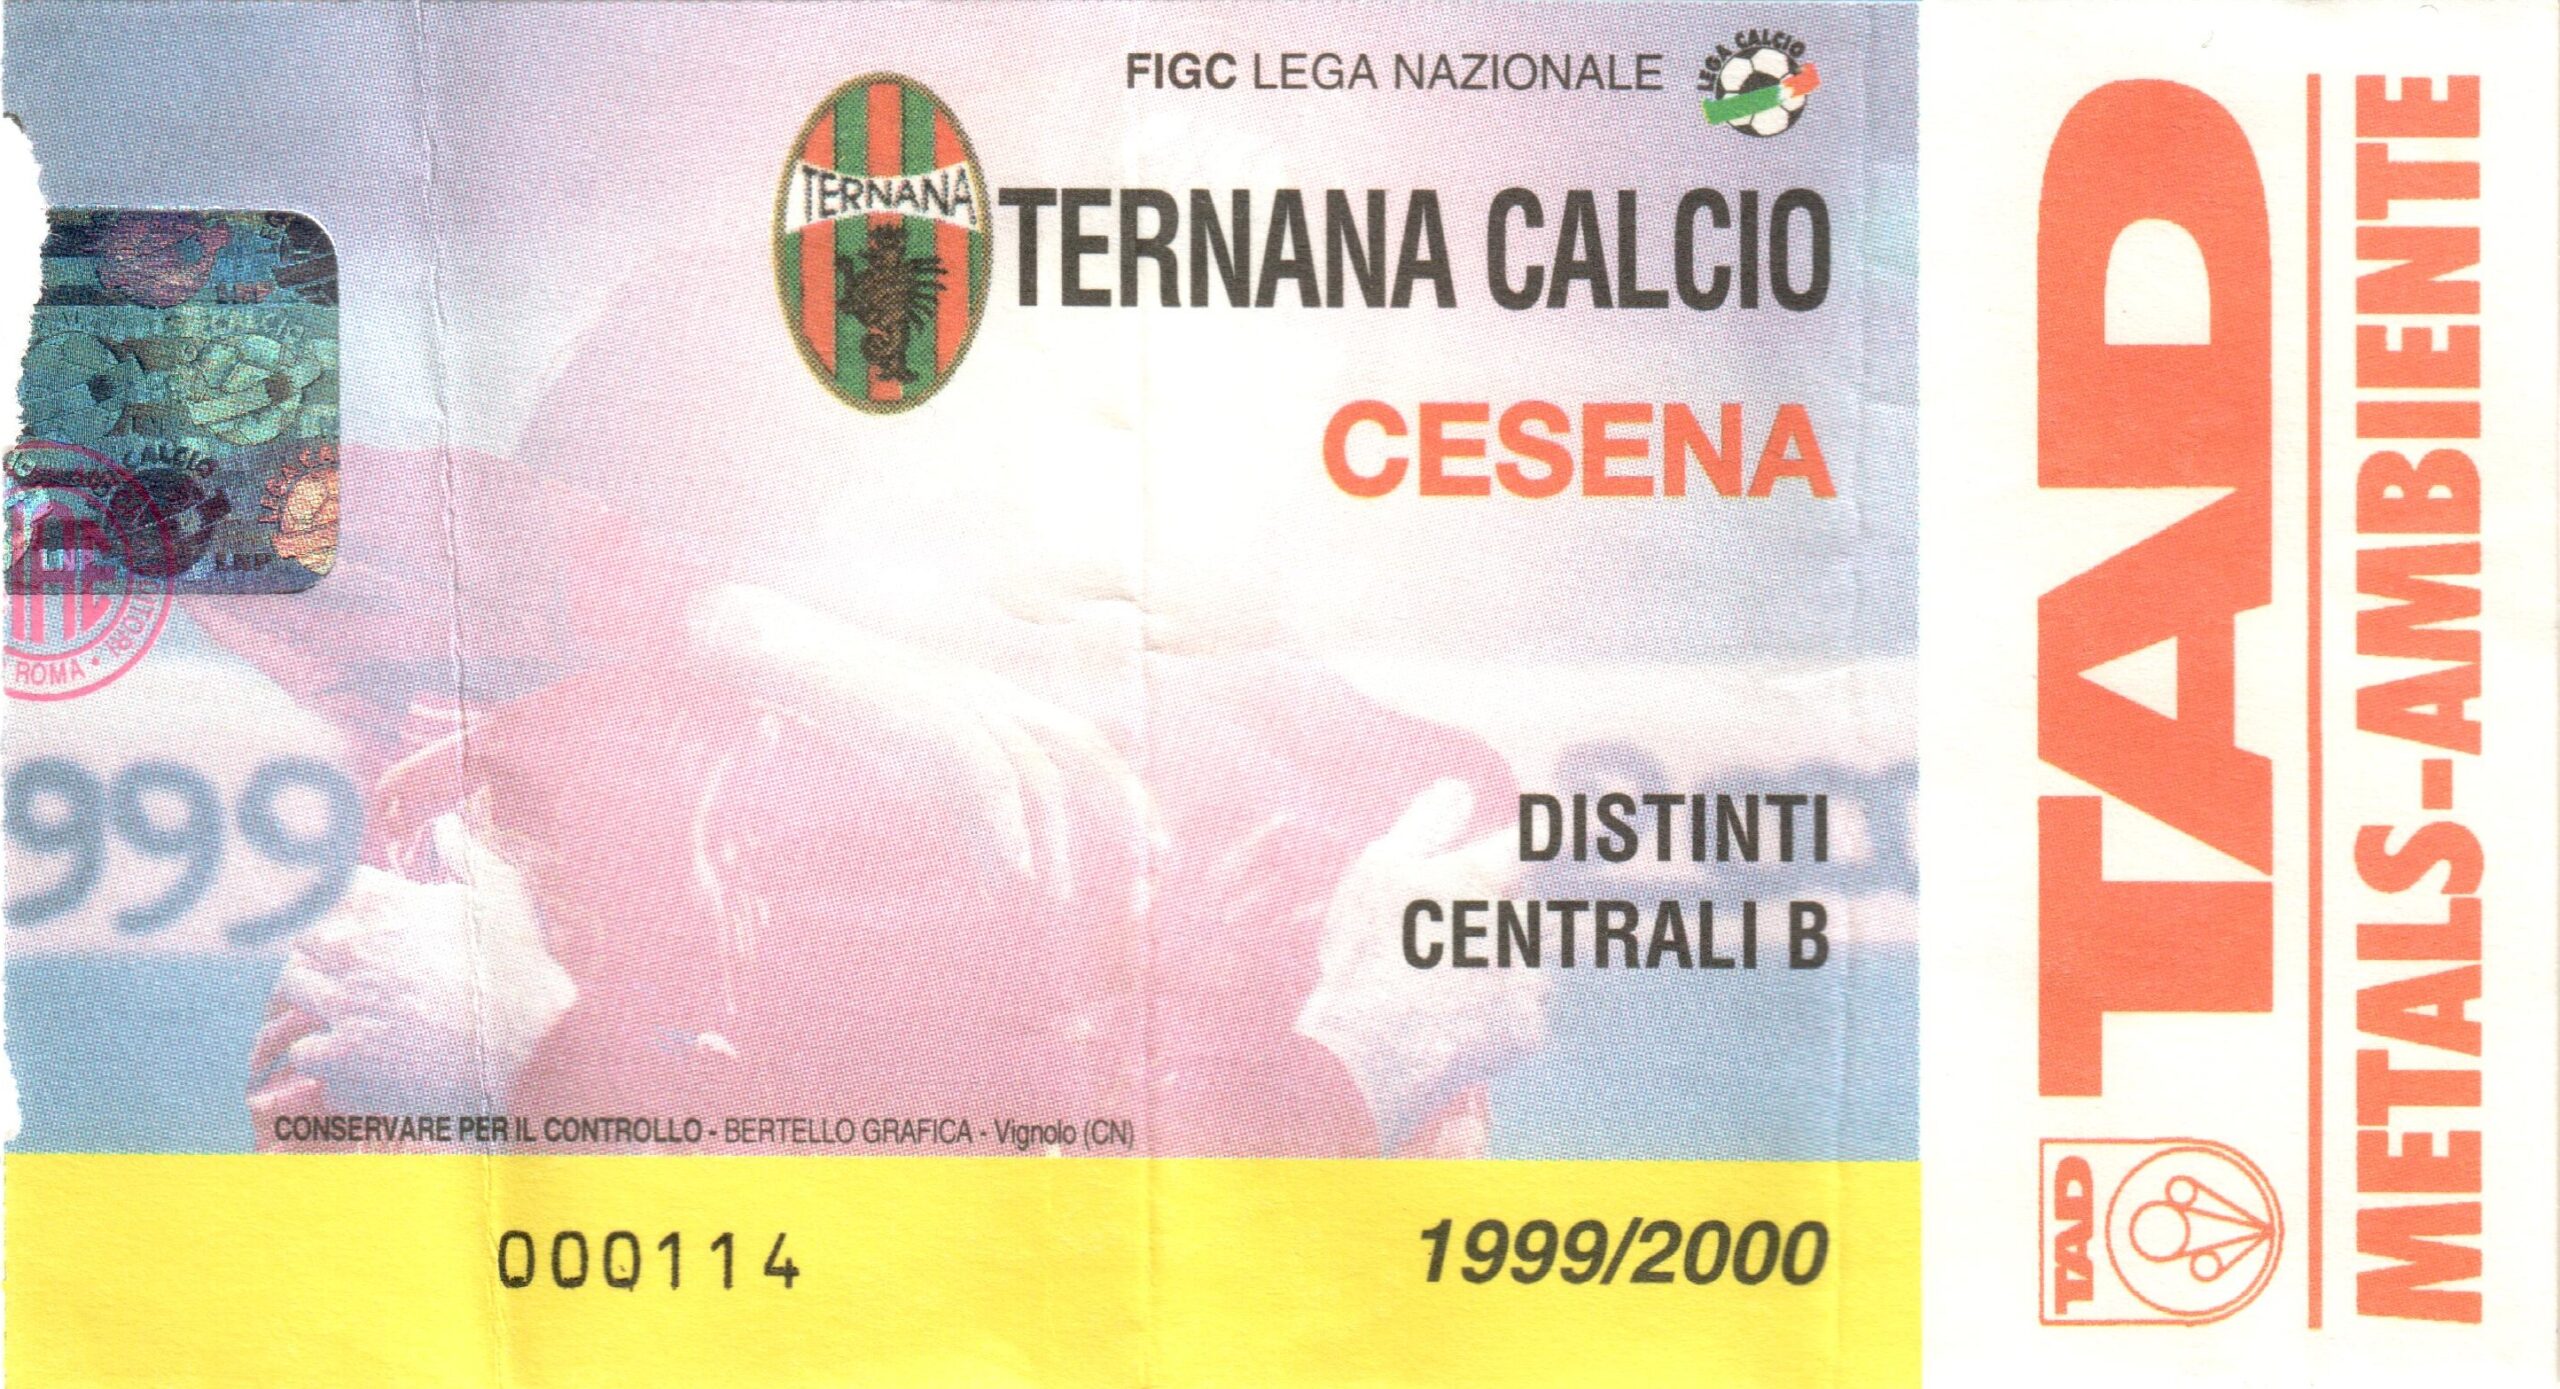 FIGC LEGA NAZIONALE
LEGA CALCIO
TERNANA
TERNANA CALCIO
CESENA
ROMA
999
DISTINTI
CENTRALI B
CONSERVARE PER IL CONTROLLO - BERTELLO GRAFICA - Vignolo (CN)
000114
1999/2000
TAD
METALS-AMBIENTE
TAD